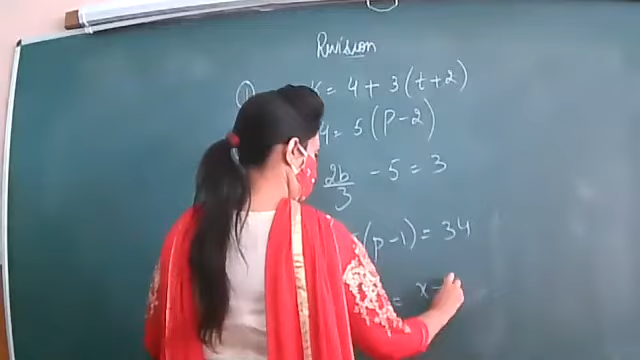 Revision
① = 4 + 3(t+2)
4 = 5(P-2)
2b/3 - 5 = 3
(p-1) = 34
= x -